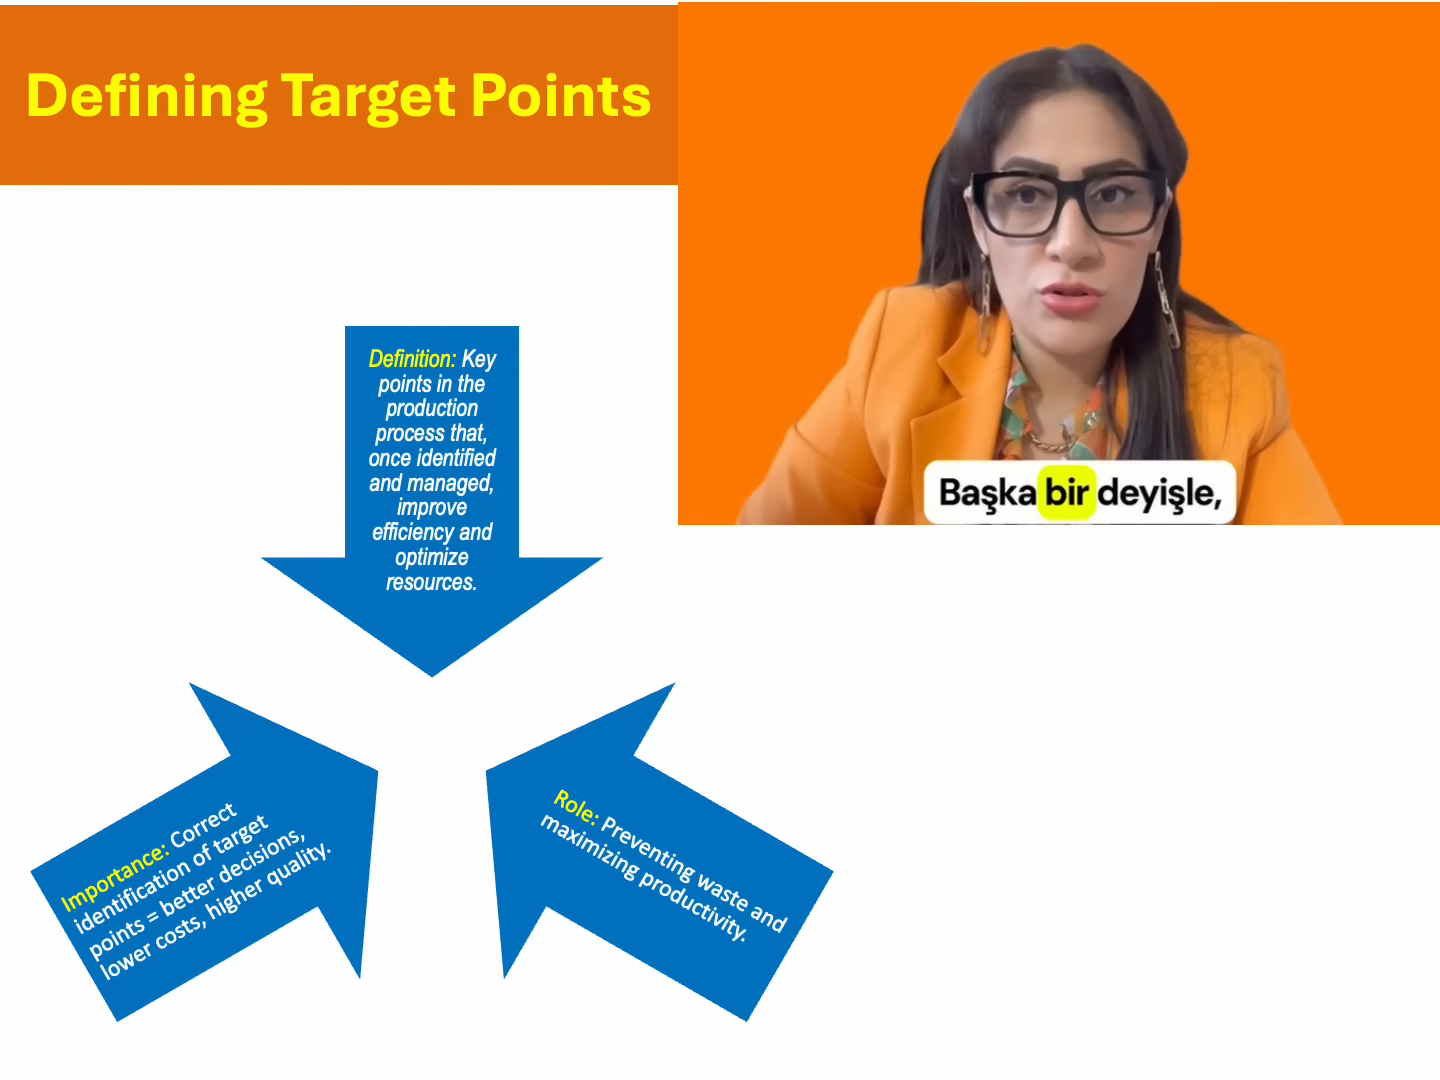 Defining Target Points
Başka bir deyişle,
Definition: Key
points in the
production
process that,
once identified
and managed,
improve
efficiency and
optimize
resources.
Importance: Correct
identification of target
points = better decisions,
lower costs, higher quality.
Role: Preventing waste and
maximizing productivity.